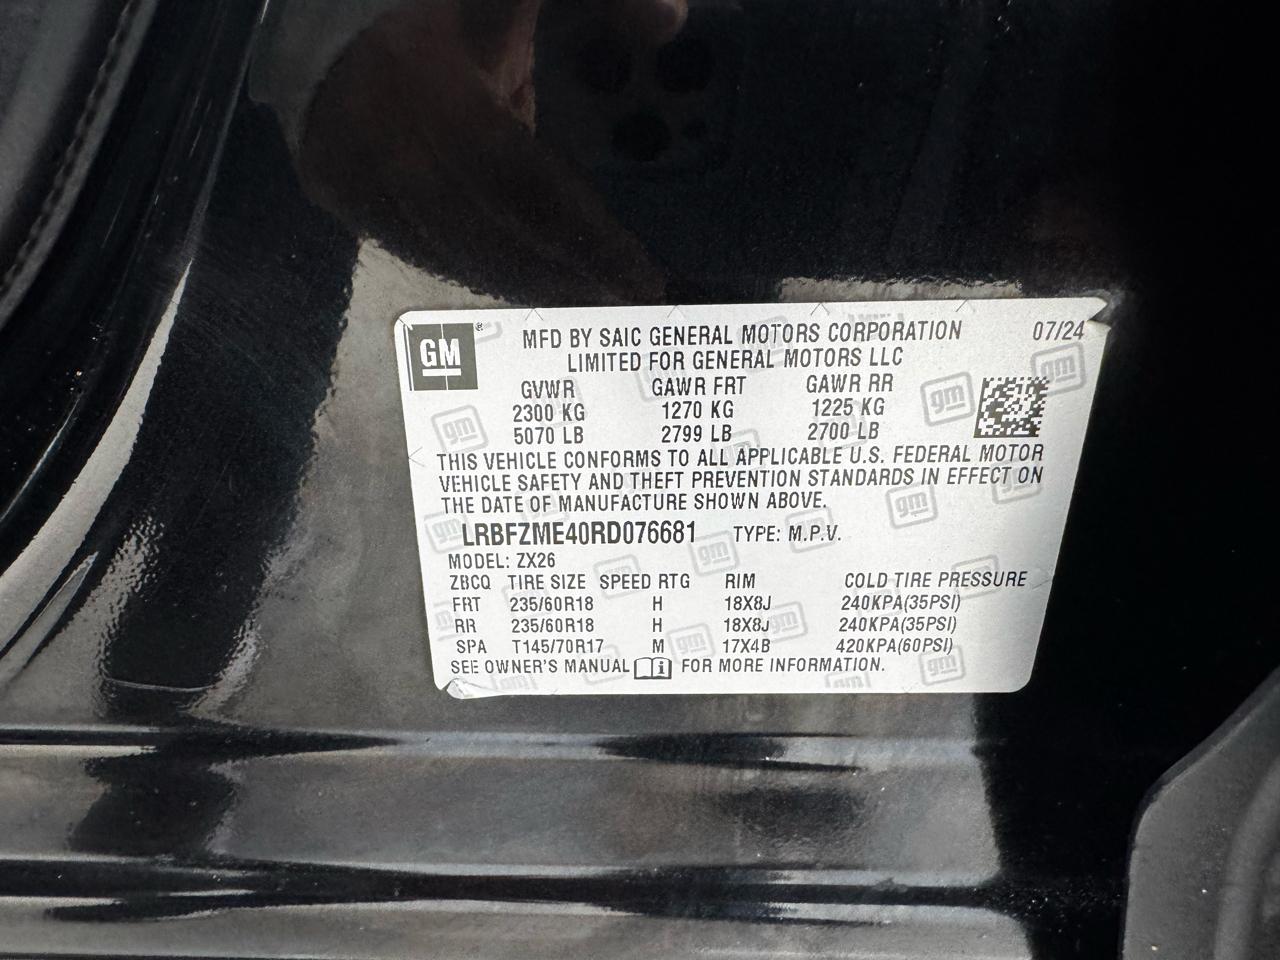 GM ®
MFD BY SAIC GENERAL MOTORS CORPORATION 07/24
LIMITED FOR GENERAL MOTORS LLC
GVWR GAWR FRT GAWR RR
2300 KG 1270 KG 1225 KG
5070 LB 2799 LB 2700 LB
THIS VEHICLE CONFORMS TO ALL APPLICABLE U.S. FEDERAL MOTOR
VEHICLE SAFETY AND THEFT PREVENTION STANDARDS IN EFFECT ON
THE DATE OF MANUFACTURE SHOWN ABOVE.
LRBFZME40RD076681 TYPE: M.P.V.
MODEL: ZX26
ZBCQ TIRE SIZE SPEED RTG RIM COLD TIRE PRESSURE
FRT 235/60R18 H 18X8J 240KPA(35PSI)
RR 235/60R18 H 18X8J 240KPA(35PSI)
SPA T145/70R17 M 17X4B 420KPA(60PSI)
SEE OWNER'S MANUAL i FOR MORE INFORMATION.